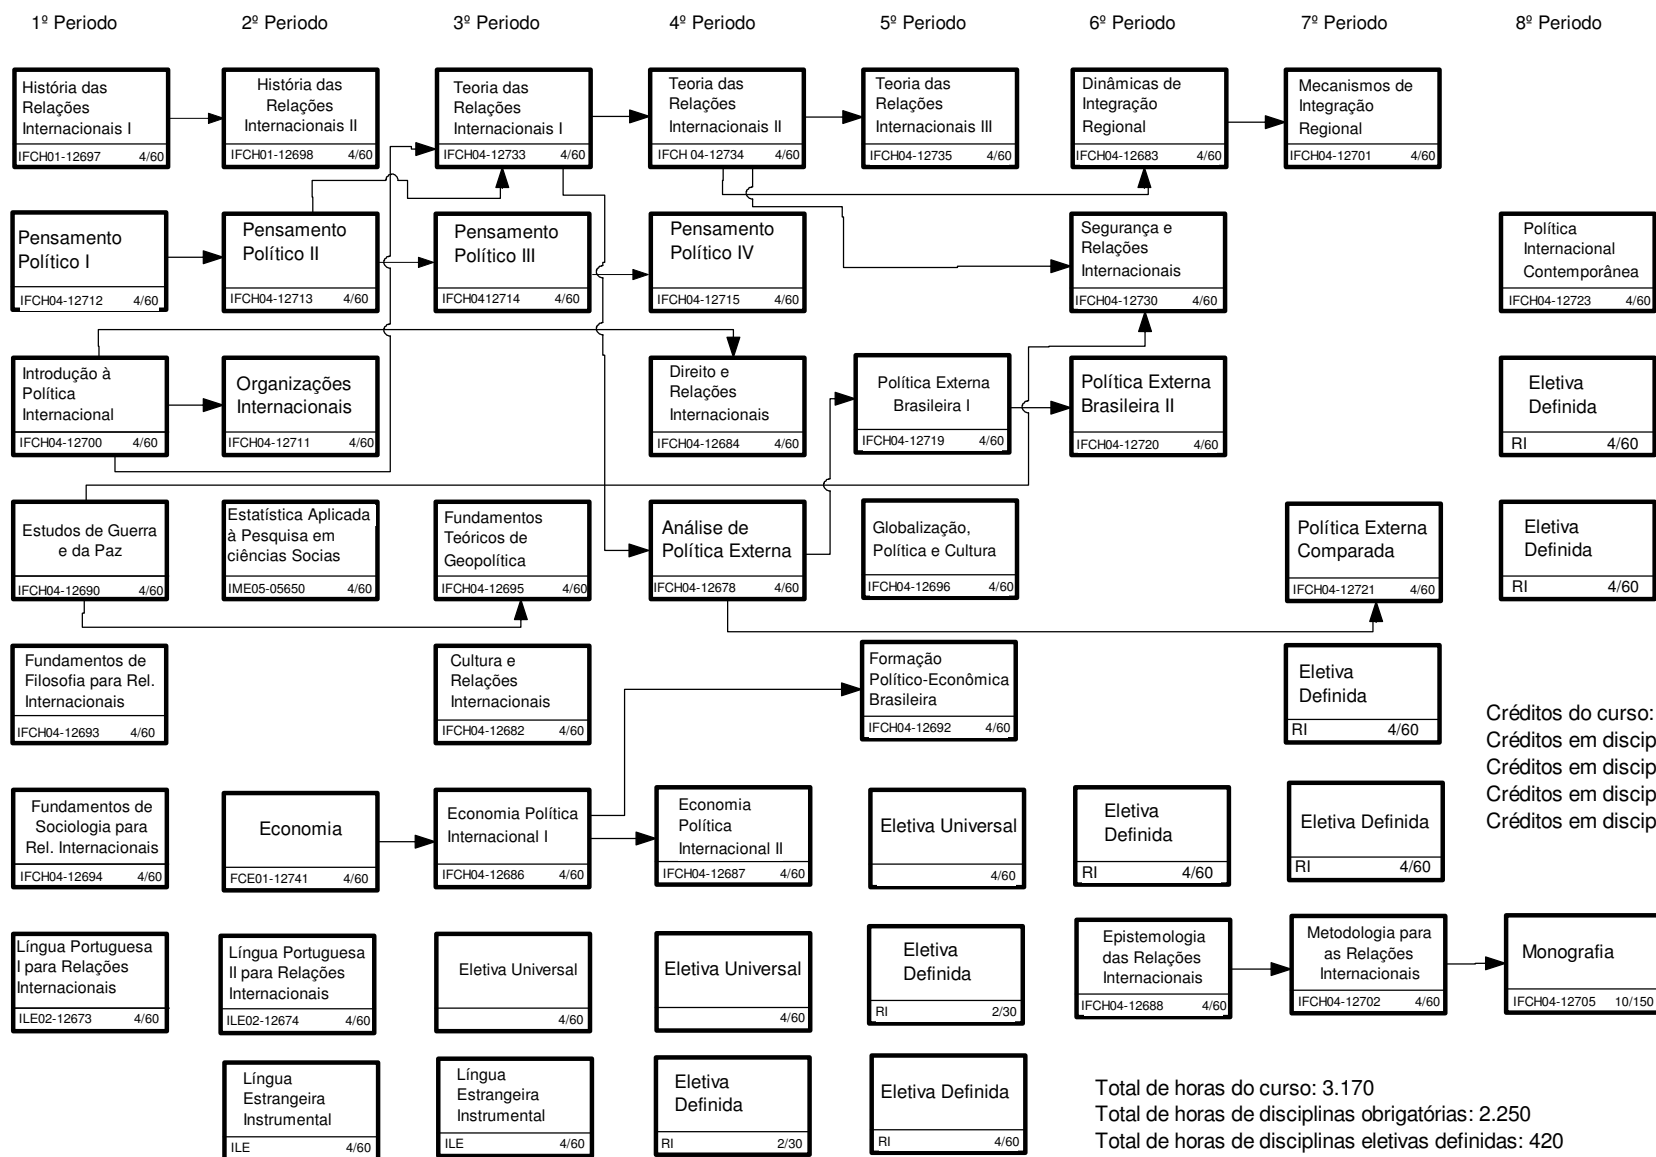 1º Periodo 2º Periodo 3º Periodo 4º Periodo 5º Periodo 6º Periodo 7º Periodo 8º Periodo
História das
Relações
Internacionais I
IFCH01-12697 4/60
História das
Relações
Internacionais II
IFCH01-12698 4/60
Teoria das
Relações
Internacionais I
IFCH04-12733 4/60
Teoria das
Relações
Internacionais II
IFCH 04-12734 4/60
Teoria das
Relações
Internacionais III
IFCH04-12735 4/60
Dinâmicas de
Integração
Regional
IFCH04-12683 4/60
Mecanismos de
Integração
Regional
IFCH04-12701 4/60
Pensamento
Político I
IFCH04-12712 4/60
Pensamento
Político II
IFCH04-12713 4/60
Pensamento
Político III
IFCH0412714 4/60
Pensamento
Político IV
IFCH04-12715 4/60
Segurança e
Relações
Internacionais
IFCH04-12730 4/60
Política
Internacional
Contemporânea
IFCH04-12723 4/60
Introdução à
Política
Internacional
IFCH04-12700 4/60
Organizações
Internacionais
IFCH04-12711 4/60
Direito e
Relações
Internacionais
IFCH04-12684 4/60
Política Externa
Brasileira I
IFCH04-12719 4/60
Política Externa
Brasileira II
IFCH04-12720 4/60
Eletiva
Definida
RI 4/60
Estudos de Guerra
e da Paz
IFCH04-12690 4/60
Estatística Aplicada
à Pesquisa em
ciências Socias
IME05-05650 4/60
Fundamentos
Teóricos de
Geopolítica
IFCH04-12695 4/60
Análise de
Política Externa
IFCH04-12678 4/60
Globalização,
Política e Cultura
IFCH04-12696 4/60
Política Externa
Comparada
IFCH04-12721 4/60
Eletiva
Definida
RI 4/60
Fundamentos de
Filosofia para Rel.
Internacionais
IFCH04-12693 4/60
Cultura e
Relações
Internacionais
IFCH04-12682 4/60
Formação
Político-Econômica
Brasileira
IFCH04-12692 4/60
Eletiva
Definida
RI 4/60
Créditos do curso:
Créditos em discip
Créditos em discip
Créditos em discip
Créditos em discip
Fundamentos de
Sociologia para
Rel. Internacionais
IFCH04-12694 4/60
Economia
FCE01-12741 4/60
Economia Política
Internacional I
IFCH04-12686 4/60
Economia
Política
Internacional II
IFCH04-12687 4/60
Eletiva Universal
4/60
Eletiva
Definida
RI 4/60
Eletiva Definida
RI 4/60
Língua Portuguesa
I para Relações
Internacionais
ILE02-12673 4/60
Língua Portuguesa
II para Relações
Internacionais
ILE02-12674 4/60
Eletiva Universal
4/60
Eletiva Universal
4/60
Eletiva
Definida
RI 2/30
Epistemologia
das Relações
Internacionais
IFCH04-12688 4/60
Metodologia para
as Relações
Internacionais
IFCH04-12702 4/60
Monografia
IFCH04-12705 10/150
Língua
Estrangeira
Instrumental
ILE 4/60
Língua
Estrangeira
Instrumental
ILE 4/60
Eletiva
Definida
RI 2/30
Eletiva Definida
RI 4/60
Total de horas do curso: 3.170
Total de horas de disciplinas obrigatórias: 2.250
Total de horas de disciplinas eletivas definidas: 420